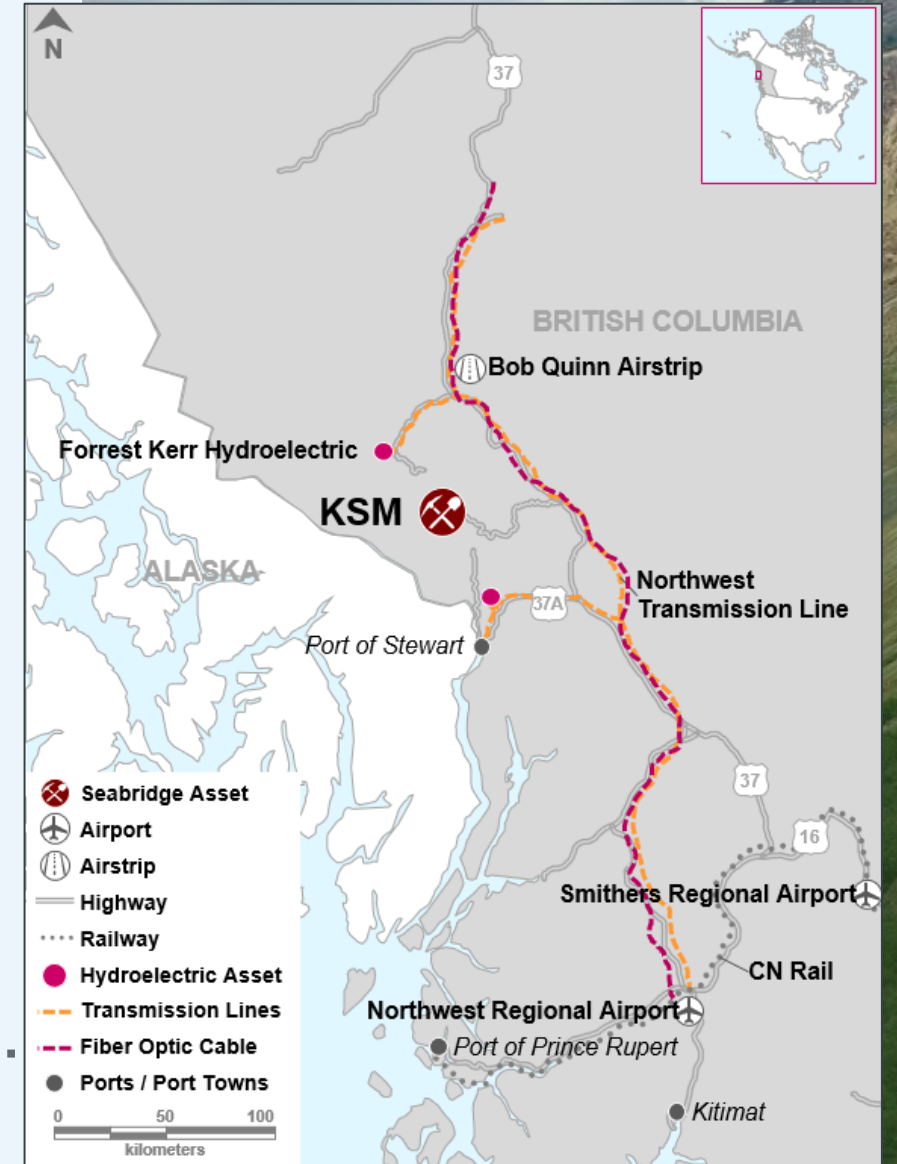 N
37
BRITISH COLUMBIA
Bob Quinn Airstrip
Forrest Kerr Hydroelectric
KSM
ALASKA
Northwest
Transmission Line
37A
Port of Stewart
37
16
Smithers Regional Airport
CN Rail
Northwest Regional Airport
Port of Prince Rupert
Kitimat
Seabridge Asset
Airport
Airstrip
Highway
Railway
Hydroelectric Asset
Transmission Lines
Fiber Optic Cable
Ports / Port Towns
0 50 100
kilometers